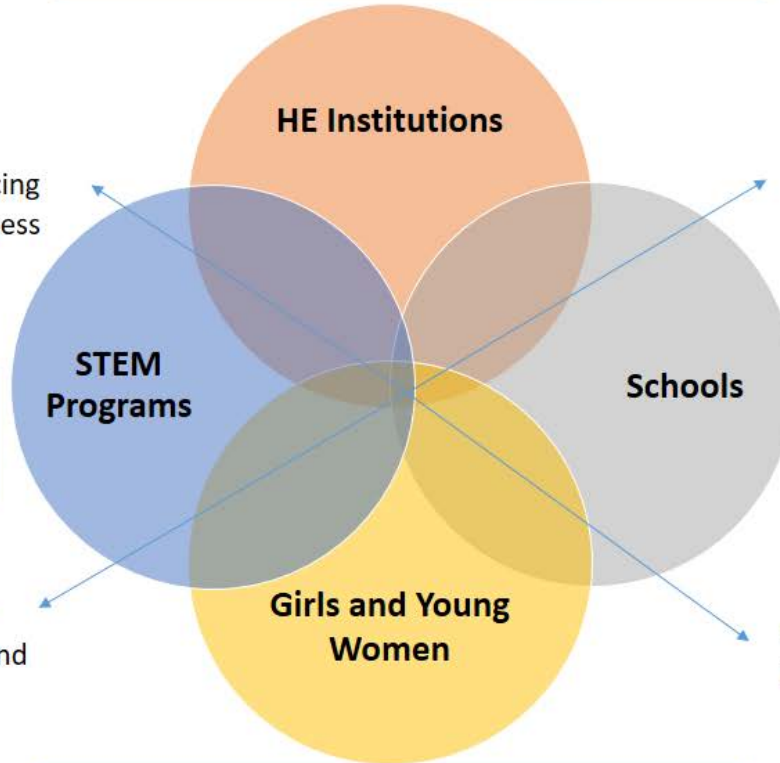 HE Institutions
STEM
Programs
Schools
Girls and Young
Women